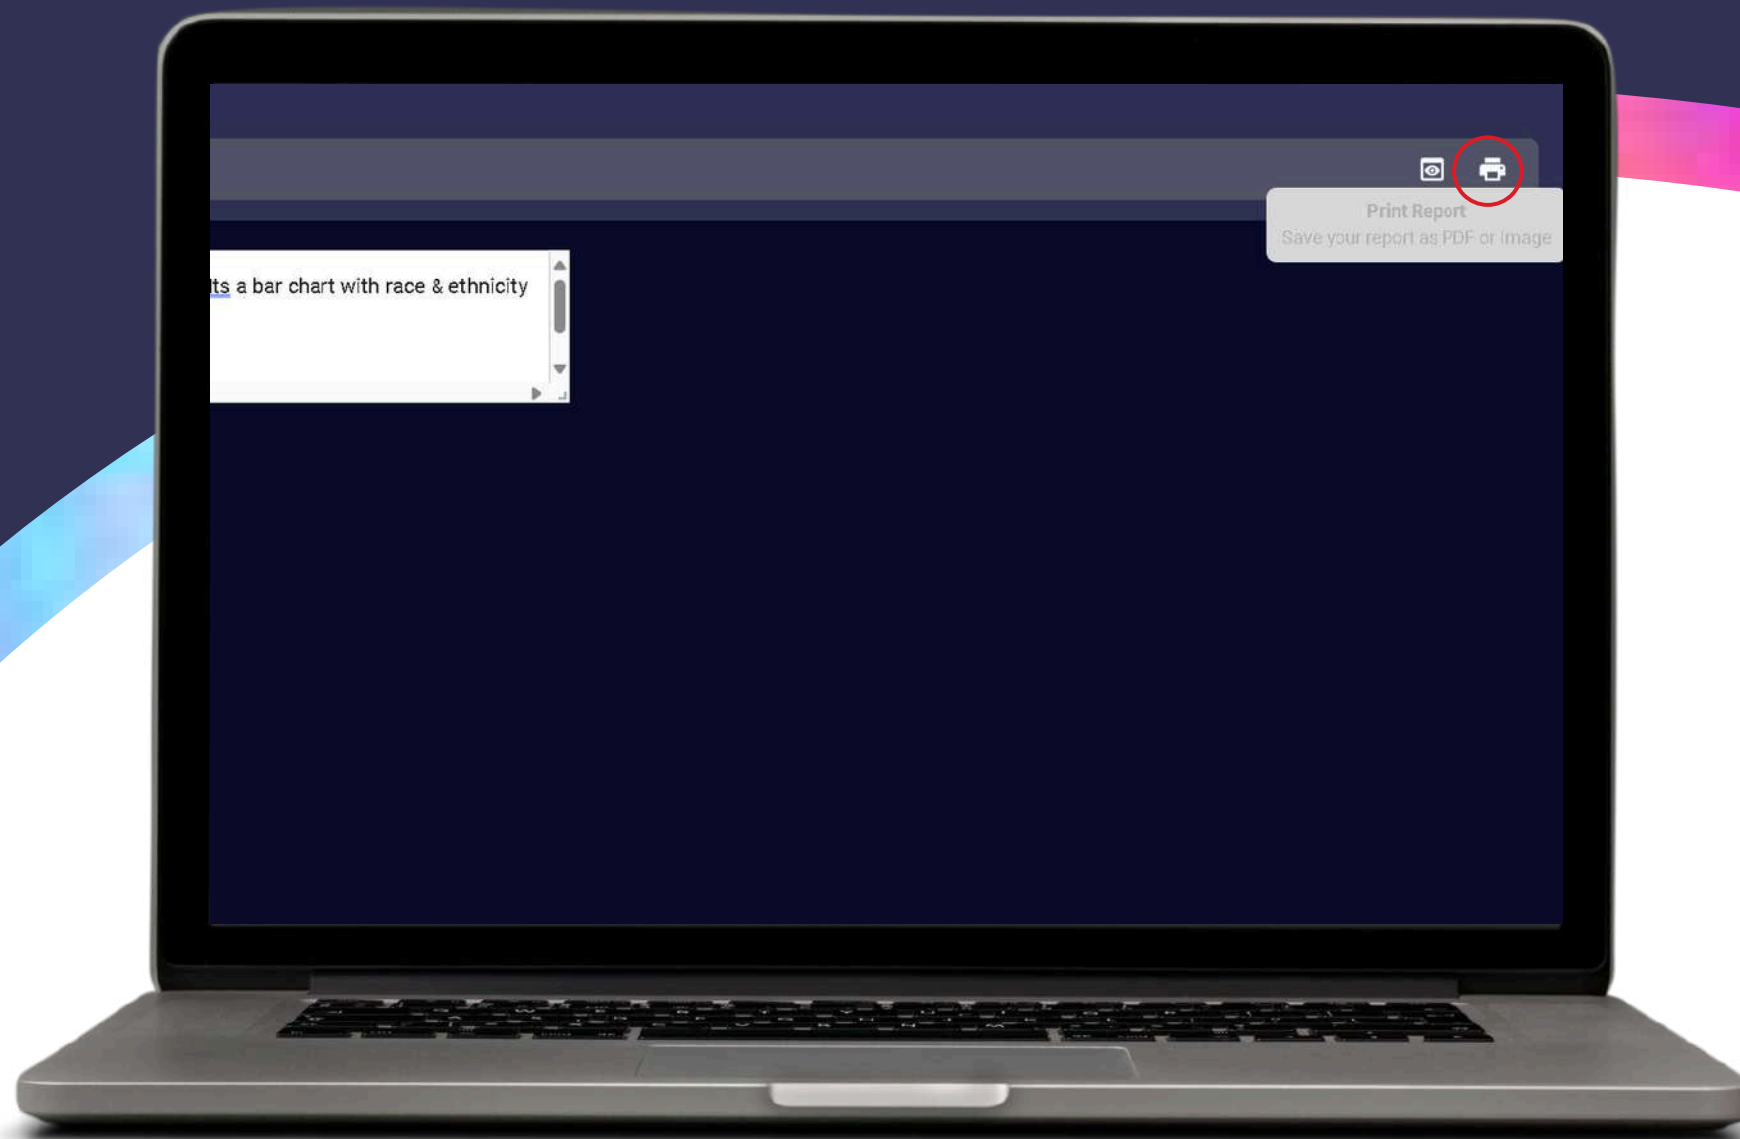 Print Report
Save your report as PDF or Image
Its a bar chart with race & ethnicity